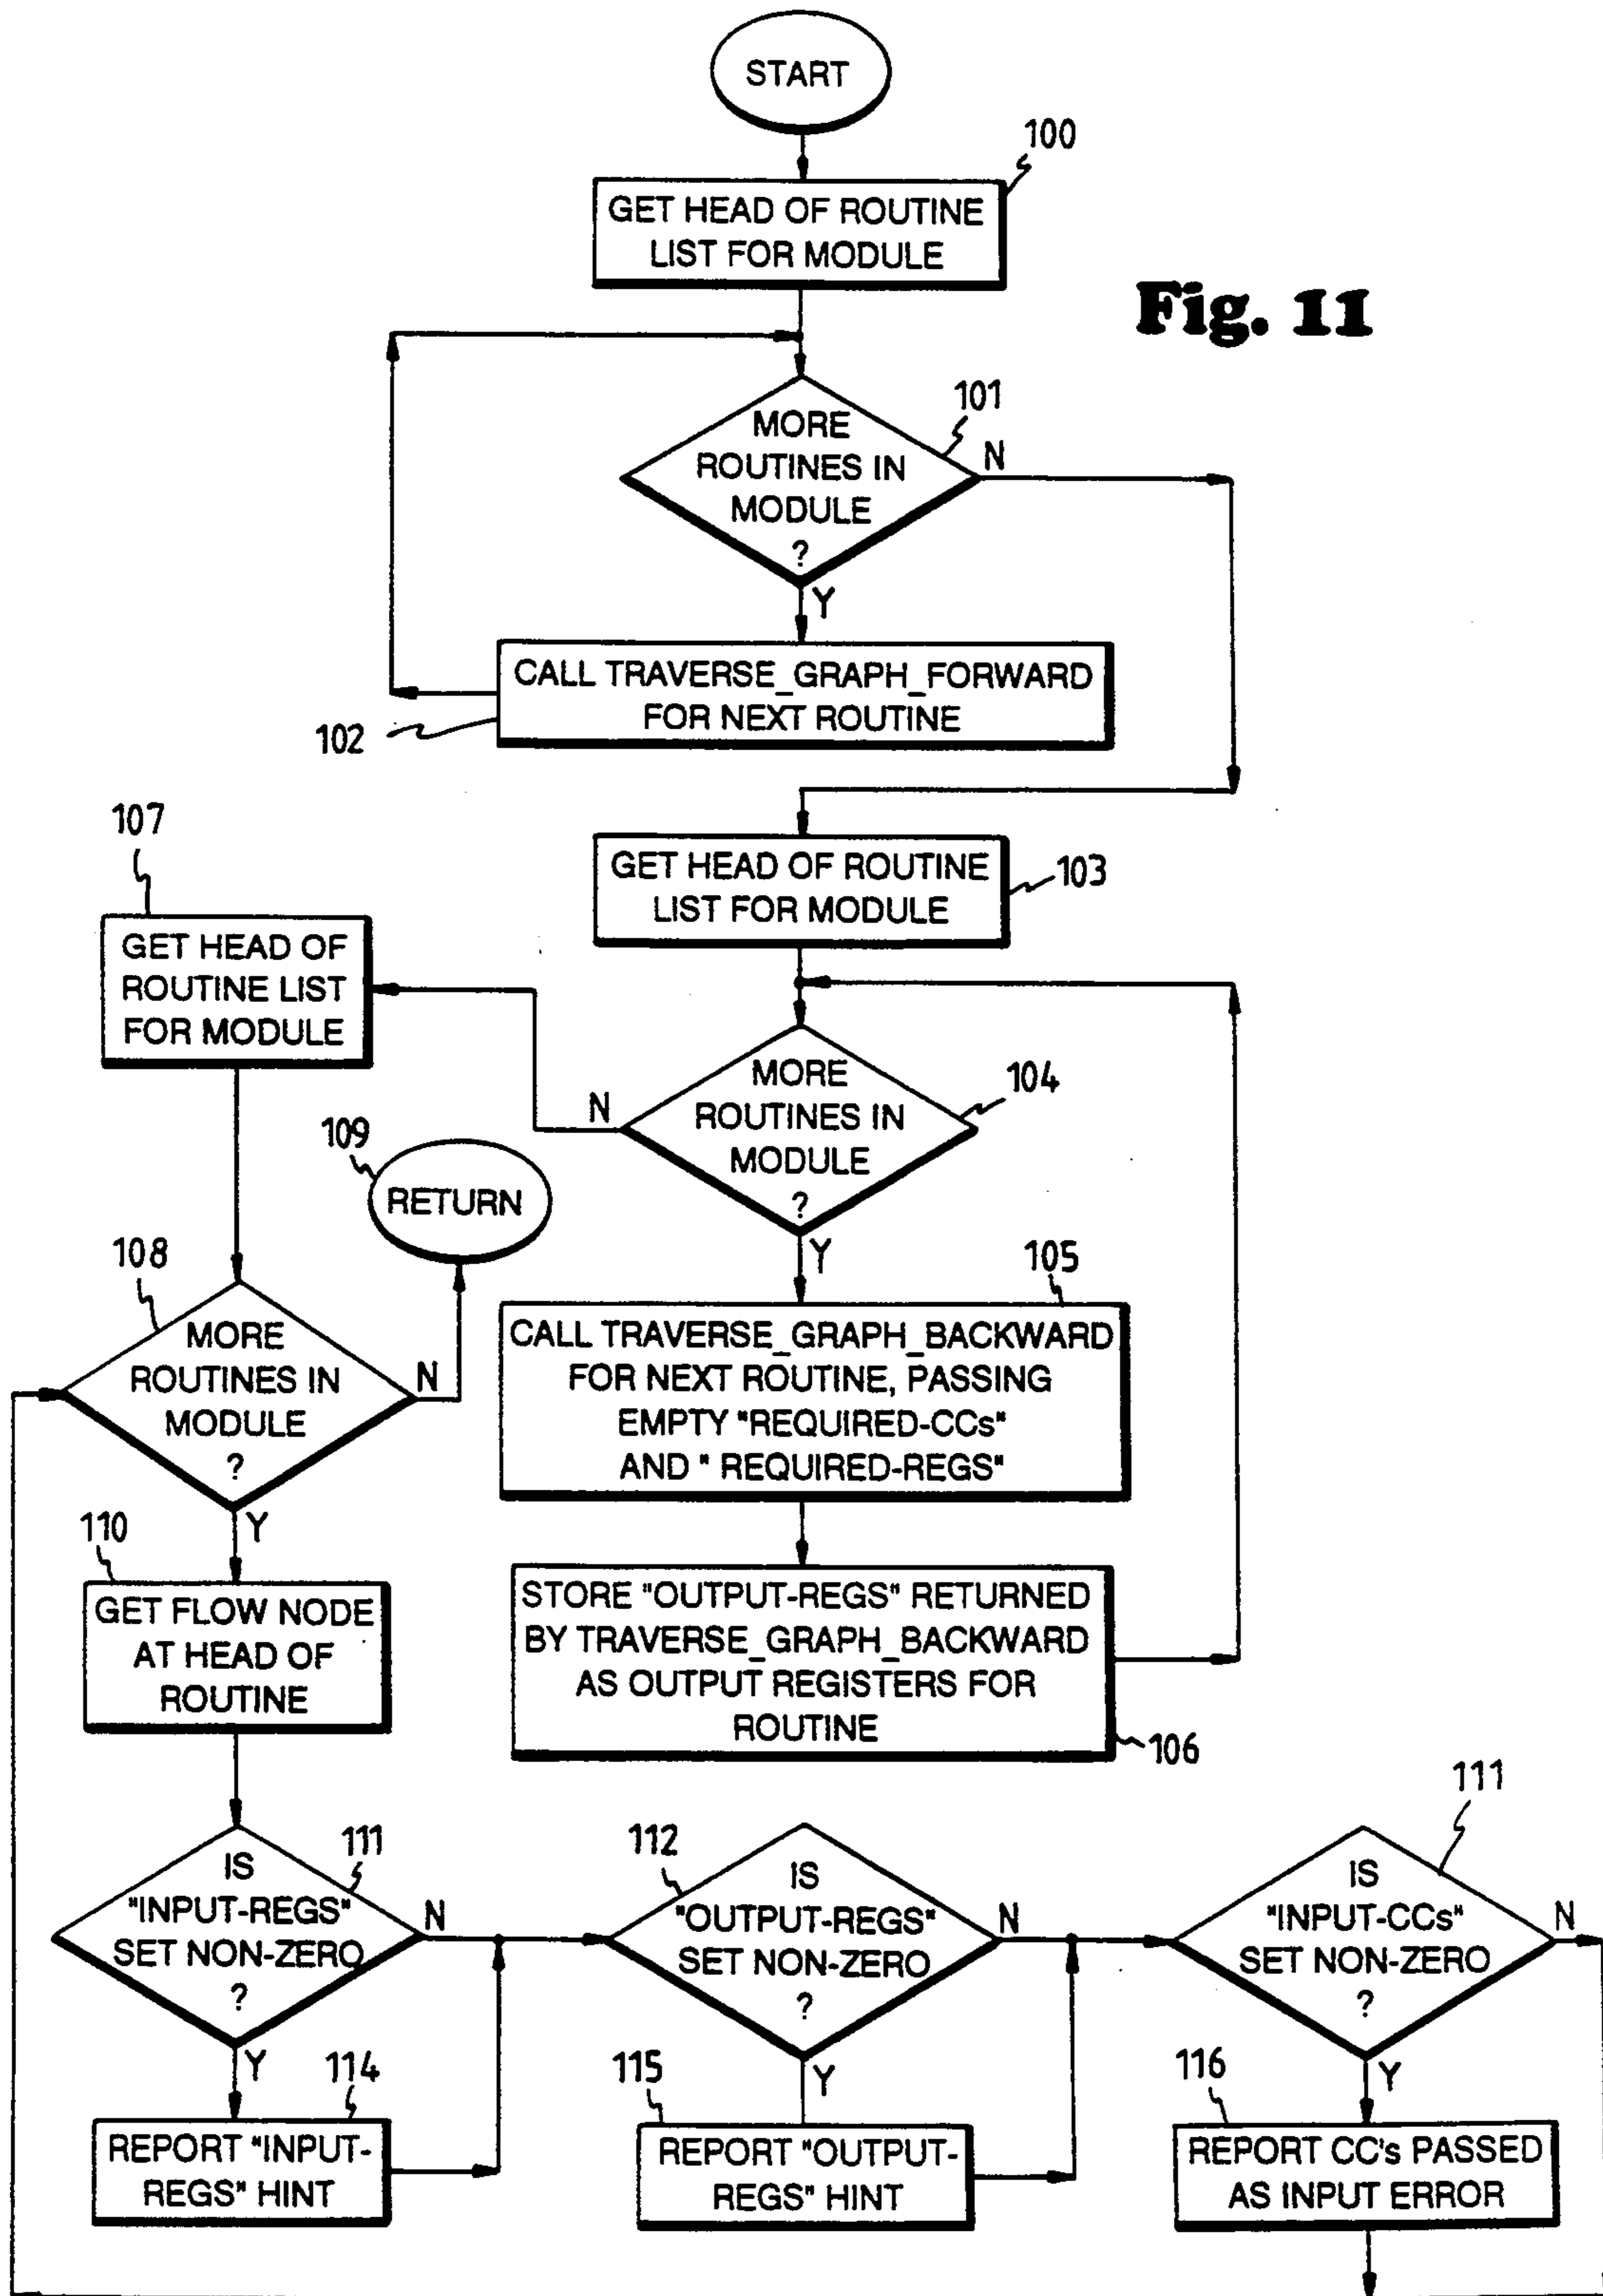 START
100
GET HEAD OF ROUTINE
LIST FOR MODULE
Fig. 11
101
MORE
ROUTINES IN
MODULE
?
N
Y
CALL TRAVERSE_GRAPH_FORWARD
FOR NEXT ROUTINE
102
103
GET HEAD OF ROUTINE
LIST FOR MODULE
107
GET HEAD OF
ROUTINE LIST
FOR MODULE
104
MORE
ROUTINES IN
MODULE
?
N
Y
109
RETURN
108
MORE
ROUTINES IN
MODULE
?
N
Y
105
CALL TRAVERSE_GRAPH_BACKWARD
FOR NEXT ROUTINE, PASSING
EMPTY "REQUIRED-CCs"
AND " REQUIRED-REGS"
STORE "OUTPUT-REGS" RETURNED
BY TRAVERSE_GRAPH_BACKWARD
AS OUTPUT REGISTERS FOR
ROUTINE
106
110
GET FLOW NODE
AT HEAD OF
ROUTINE
111
IS
"INPUT-REGS"
SET NON-ZERO
?
N
Y
112
IS
"OUTPUT-REGS"
SET NON-ZERO
?
N
Y
111
IS
"INPUT-CCs"
SET NON-ZERO
?
N
Y
114
REPORT "INPUT-
REGS" HINT
115
REPORT "OUTPUT-
REGS" HINT
116
REPORT CC's PASSED
AS INPUT ERROR